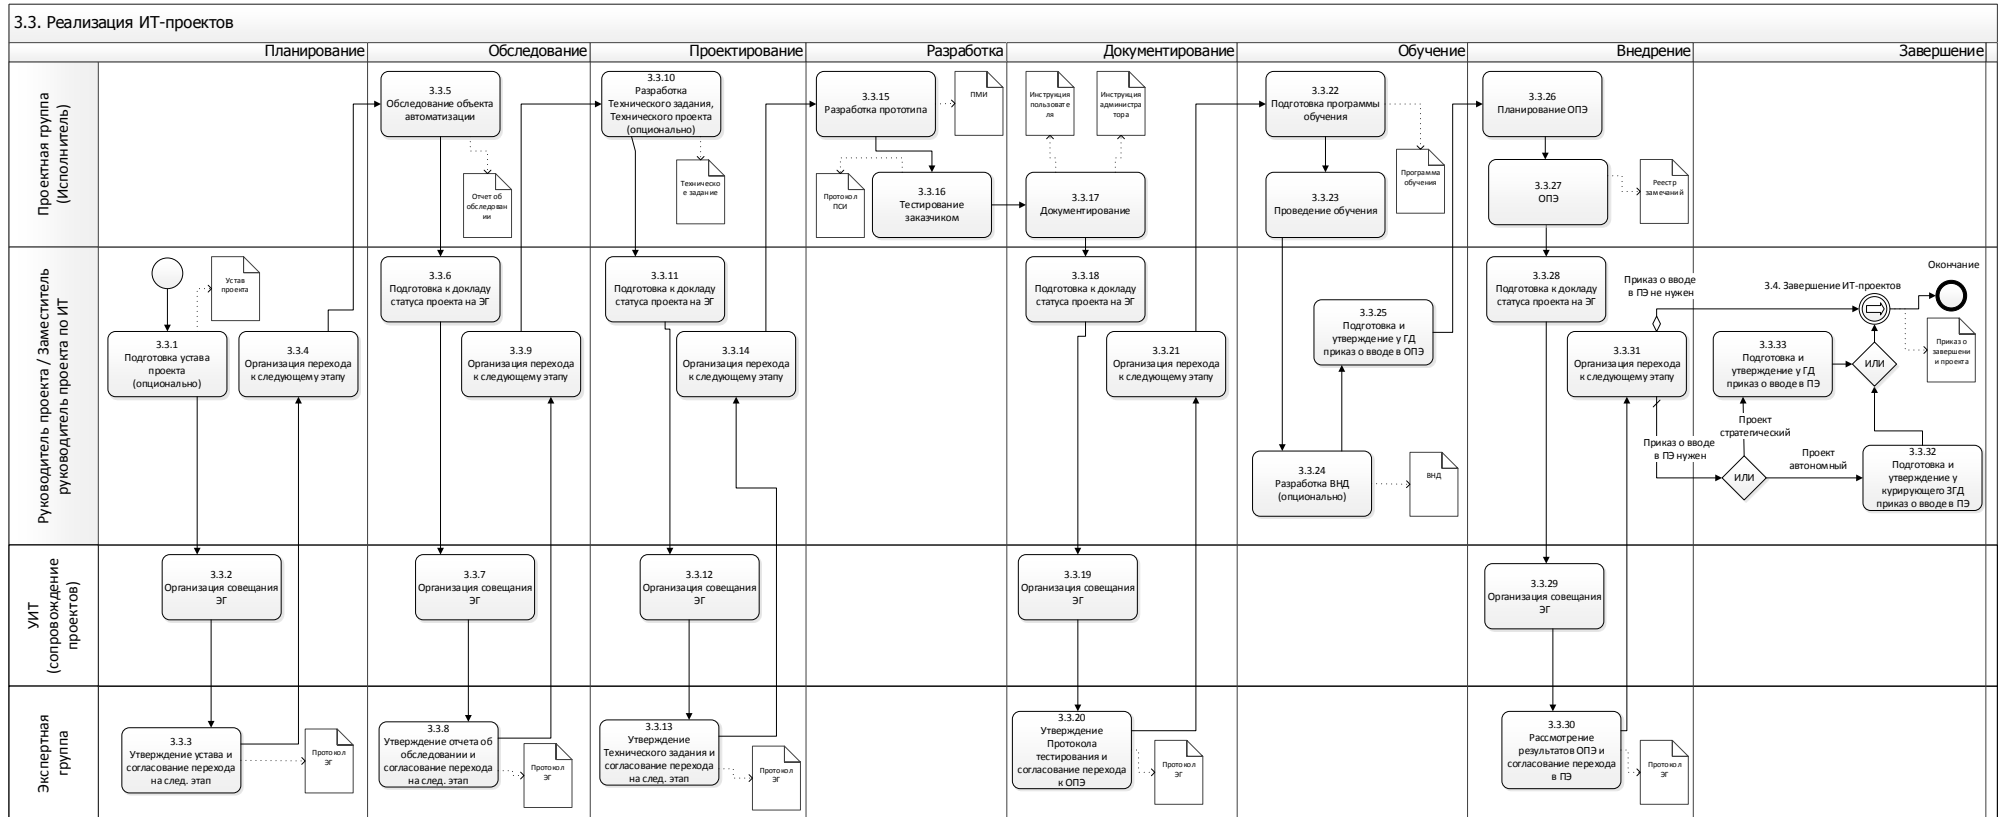 3.3. Реализация ИТ-проектов
Планирование
Обследование
Проектирование
Разработка
Документирование
Обучение
Внедрение
Завершение
Проектная группа
(Исполнитель)
3.3.5
Обследование объекта
автоматизации
Отчет об
обследован
ии
3.3.10
Разработка
Технического задания,
Технического проекта
(опционально)
Техническо
е задание
3.3.15
Разработка прототипа
ПМИ
Протокол
ПСИ
3.3.16
Тестирование
заказчиком
Инструкция
пользовате
ля
Инструкция
администра
тора
3.3.17
Документирование
3.3.22
Подготовка программы
обучения
Программа
обучения
3.3.23
Проведение обучения
3.3.26
Планирование ОПЭ
3.3.27
ОПЭ
Реестр
замечаний
Руководитель проекта / Заместитель
руководитель проекта по ИТ
Устав
проекта
3.3.1
Подготовка устава
проекта
(опционально)
3.3.4
Организация перехода
к следующему этапу
3.3.6
Подготовка к докладу
статуса проекта на ЭГ
3.3.9
Организация перехода
к следующему этапу
3.3.11
Подготовка к докладу
статуса проекта на ЭГ
3.3.14
Организация перехода
к следующему этапу
3.3.18
Подготовка к докладу
статуса проекта на ЭГ
3.3.21
Организация перехода
к следующему этапу
3.3.25
Подготовка и
утверждение у ГД
приказ о вводе в ОПЭ
3.3.24
Разработка ВНД
(опционально)
ВНД
3.3.28
Подготовка к докладу
статуса проекта на ЭГ
3.3.31
Организация перехода
к следующему этапу
Приказ о вводе
в ПЭ не нужен
Приказ о вводе
в ПЭ нужен
3.4. Завершение ИТ-проектов
Окончание
Приказ о
завершени
и проекта
3.3.33
Подготовка и
утверждение у ГД
приказ о вводе в ПЭ
ИЛИ
Проект
стратегический
ИЛИ
Проект
автономный
3.3.32
Подготовка и
утверждение у
курирующего ЗГД
приказ о вводе в ПЭ
УИТ
(сопровождение
проектов)
3.3.2
Организация совещания
ЭГ
3.3.7
Организация совещания
ЭГ
3.3.12
Организация совещания
ЭГ
3.3.19
Организация совещания
ЭГ
3.3.29
Организация совещания
ЭГ
Экспертная
группа
3.3.3
Утверждение устава и
согласование перехода
на след. этап
Протокол
ЭГ
3.3.8
Утверждение отчета об
обследовании и
согласование перехода
на след. этап
Протокол
ЭГ
3.3.13
Утверждение
Технического задания и
согласование перехода
на след. этап
Протокол
ЭГ
3.3.20
Утверждение
Протокола
тестирования и
согласование перехода
к ОПЭ
Протокол
ЭГ
3.3.30
Рассмотрение
результатов ОПЭ и
согласование перехода
в ПЭ
Протокол
ЭГ